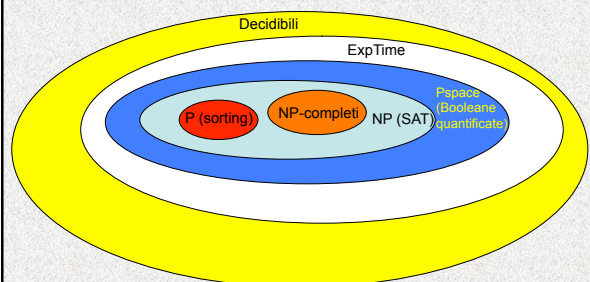 Decidibili
ExpTime
Pspace
(Booleane
quantificate)
P (sorting)
NP-completi
NP (SAT)